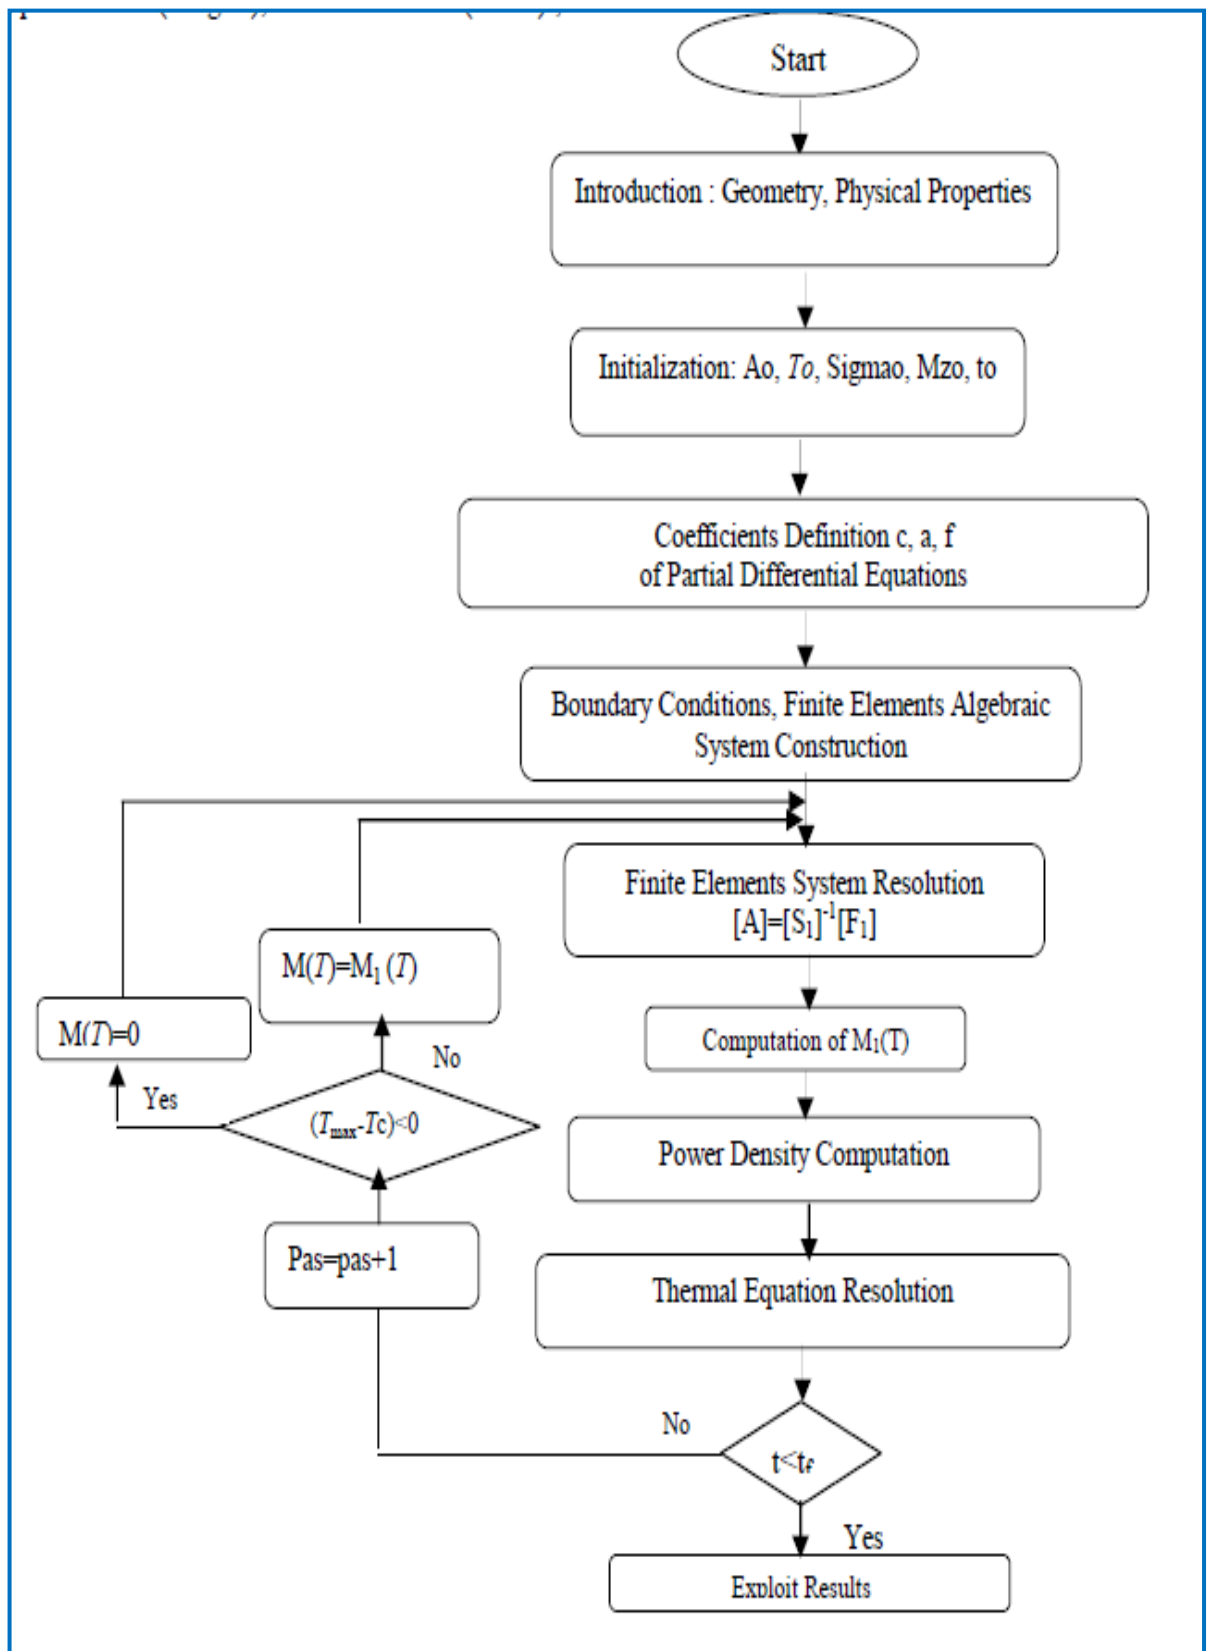 Start
Introduction : Geometry, Physical Properties
Initialization: Ao, To, Sigmao, Mzo, to
Coefficients Definition c, a, f
of Partial Differential Equations
Boundary Conditions, Finite Elements Algebraic
System Construction
Finite Elements System Resolution
[A]=[S₁]⁻¹[F₁]
M(T)=M₁ (T)
M(T)=0
Computation of M₁(T)
No
Yes
(Tmax-Tc)<0
Power Density Computation
Pas=pas+1
Thermal Equation Resolution
No
t<tf
Yes
Exploit Results